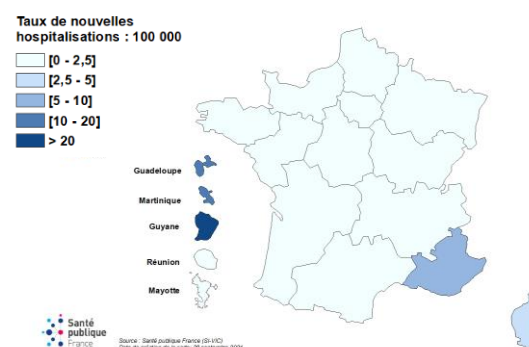 Taux de nouvelles
hospitalisations : 100 000
[0 - 2,5]
[2,5 - 5]
[5 - 10]
[10 - 20]
> 20
Guadeloupe
Martinique
Guyane
Réunion
Mayotte
Santé
publique
France
Source : Santé publique France (SI-VIC)